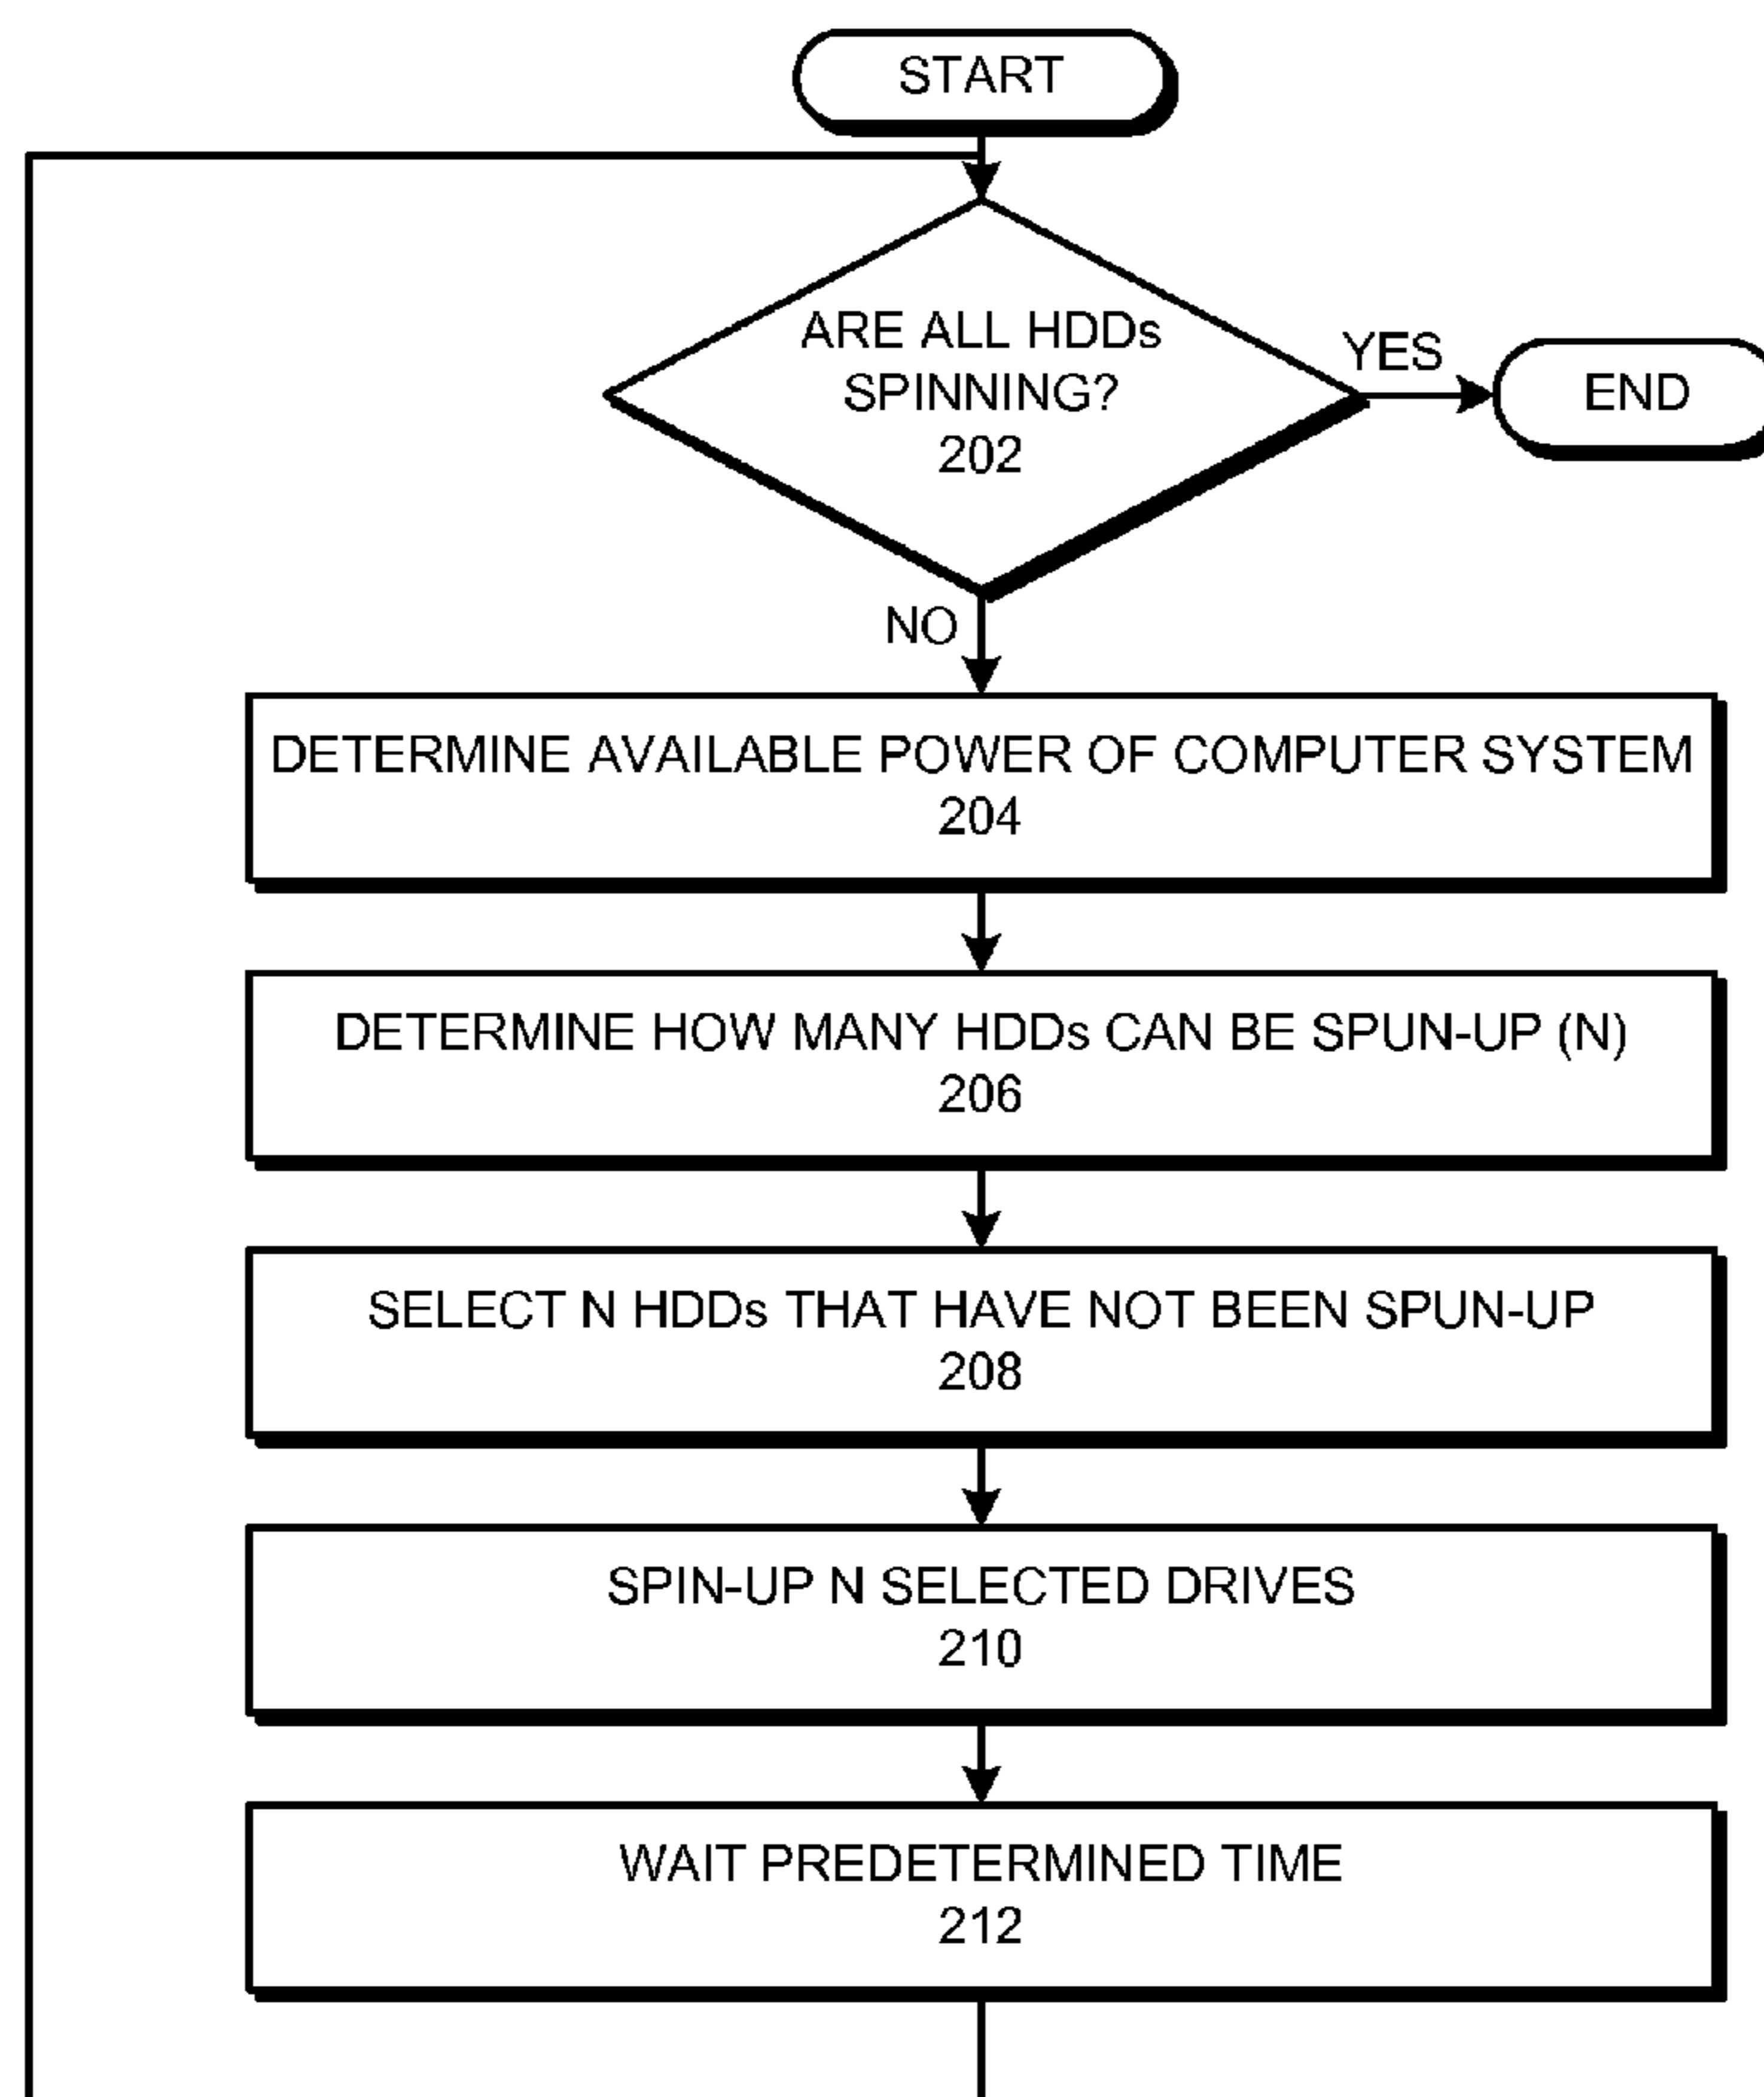 START
ARE ALL HDDs
SPINNING?
202
YES
END
NO
DETERMINE AVAILABLE POWER OF COMPUTER SYSTEM
204
DETERMINE HOW MANY HDDs CAN BE SPUN-UP (N)
206
SELECT N HDDs THAT HAVE NOT BEEN SPUN-UP
208
SPIN-UP N SELECTED DRIVES
210
WAIT PREDETERMINED TIME
212